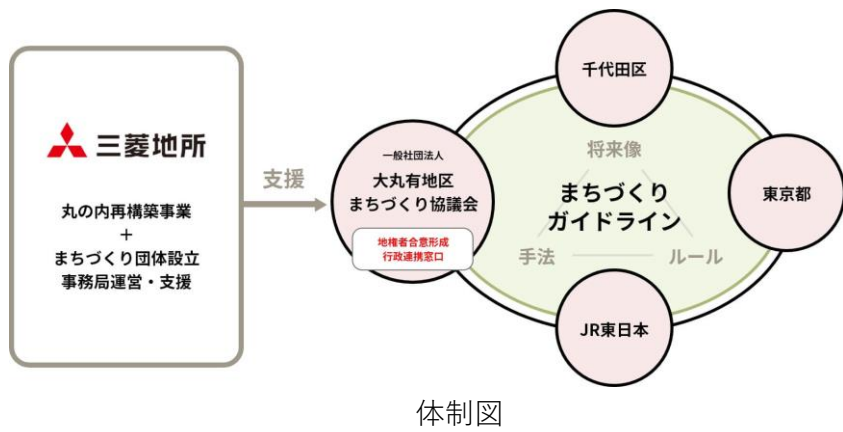 三菱地所
丸の内再構築事業
+
まちづくり団体設立
事務局運営・支援
支援
一般社団法人
大丸有地区
まちづくり協議会
地権者合意形成
行政連携窓口
千代田区
将来像
まちづくり
ガイドライン
手法
ルール
東京都
JR東日本
体制図